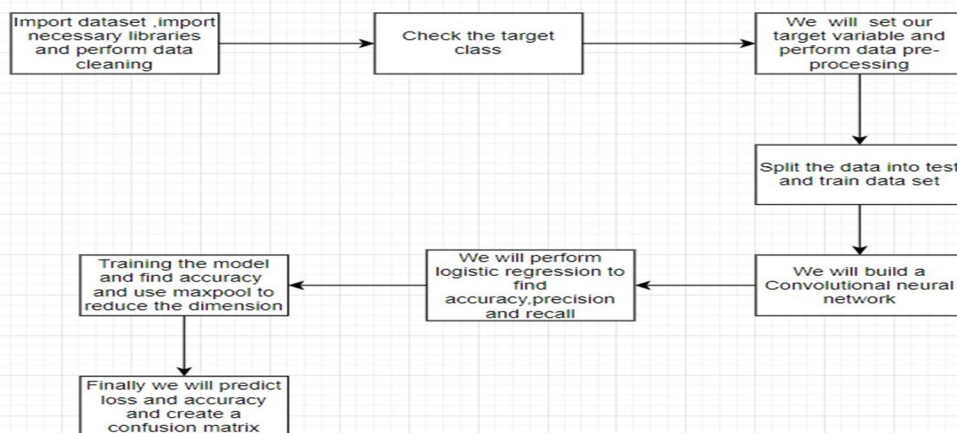 Import dataset ,import
necessary libraries
and perform data
cleaning
Check the target
class
We will set our
target variable and
perform data pre-
processing
Split the data into test
and train data set
We will build a
Convolutional neural
network
We will perform
logistic regression to
find
accuracy,precision
and recall
Training the model
and find accuracy
and use maxpool to
reduce the dimension
Finally we will predict
loss and accuracy
and create a
confusion matrix